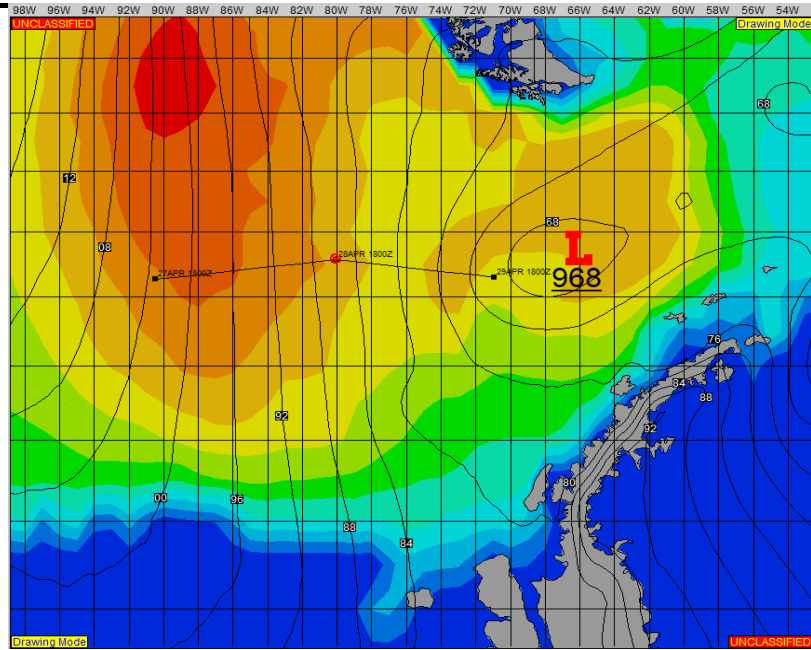 98W 96W 94W 92W 90W 88W 86W 84W 82W 80W 78W 76W 74W 72W 70W 68W 66W 64W 62W 60W 58W 56W 54W
UNCLASSIFIED
Drawing Mode
68
12
68
08
L
28APR 1800Z
27APR 1800Z
29APR 1800Z
968
76
84
88
92
92
80
00
96
88
84
Drawing Mode
UNCLASSIFIED